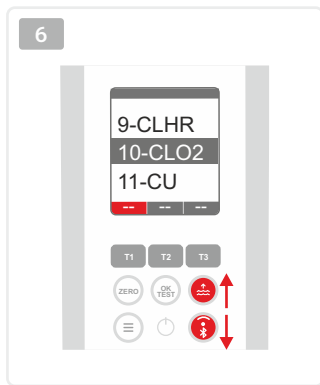 6
9-CLHR
10-CLO2
11-CU
-- -- --
T1 T2 T3
ZERO
OK
TEST